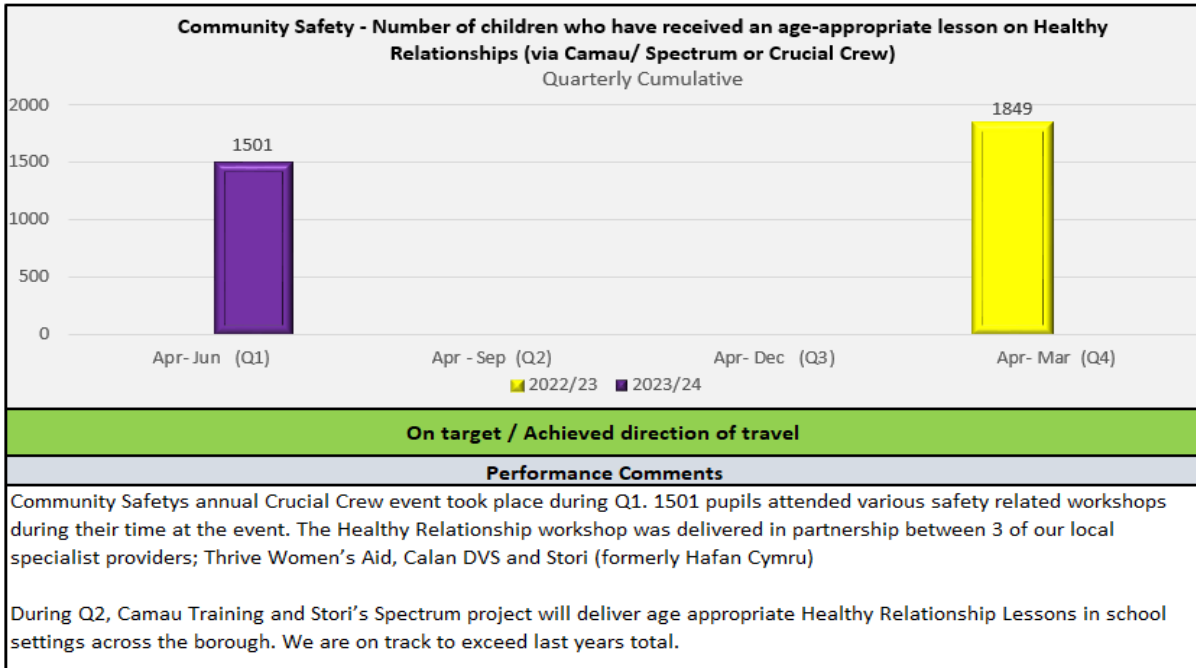 Community Safety - Number of children who have received an age-appropriate lesson on Healthy
Relationships (via Camau/ Spectrum or Crucial Crew)
Quarterly Cumulative
2000
1849
1501
1500
1000
500
0
Apr- Jun (Q1) Apr - Sep (Q2) Apr- Dec (Q3) Apr- Mar (Q4)
2022/23 2023/24
On target / Achieved direction of travel
Performance Comments
Community Safetys annual Crucial Crew event took place during Q1. 1501 pupils attended various safety related workshops
during their time at the event. The Healthy Relationship workshop was delivered in partnership between 3 of our local
specialist providers; Thrive Women's Aid, Calan DVS and Stori (formerly Hafan Cymru)
During Q2, Camau Training and Stori's Spectrum project will deliver age appropriate Healthy Relationship Lessons in school
settings across the borough. We are on track to exceed last years total.